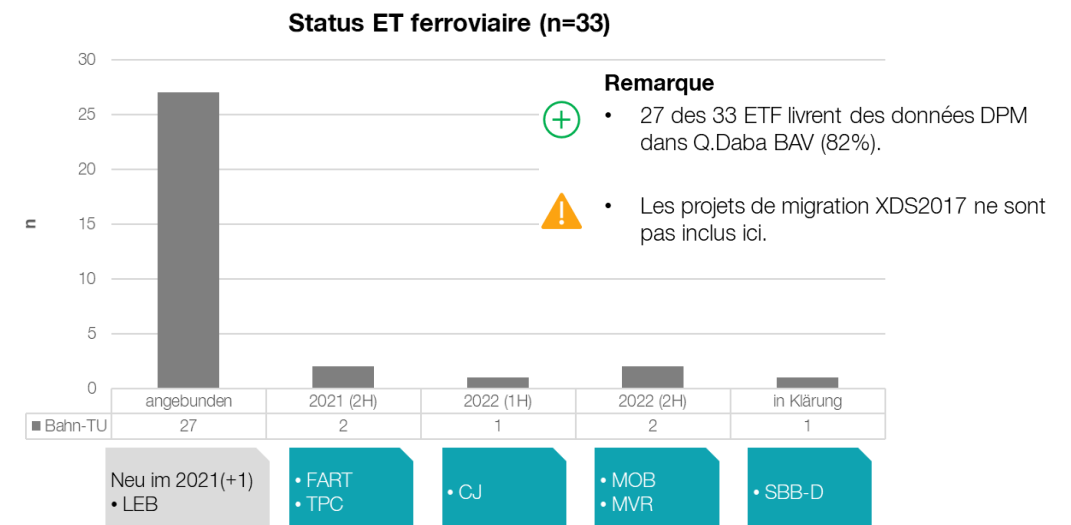 Status ET ferroviaire (n=33)
30
25
20
15
10
5
0
n
Remarque
• 27 des 33 ETF livrent des données DPM
dans Q.Daba BAV (82%).
• Les projets de migration XDS2017 ne sont
pas inclus ici.
angebunden 2021 (2H) 2022 (1H) 2022 (2H) in Klärung
Bahn-TU 27 2 1 2 1
Neu im 2021(+1)
• LEB
• FART
• TPC
• CJ
• MOB
• MVR
• SBB-D